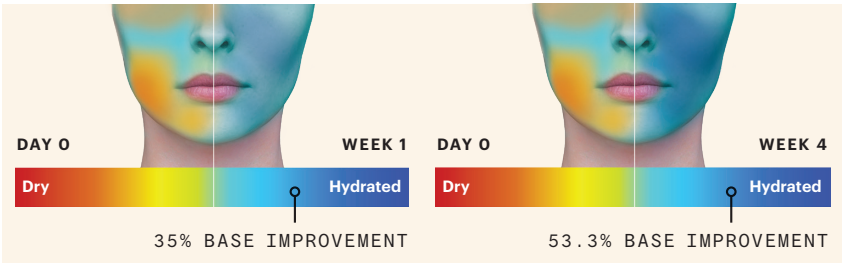 DAY 0
WEEK 1
Dry
Hydrated
35% BASE IMPROVEMENT
DAY 0
WEEK 4
Dry
Hydrated
53.3% BASE IMPROVEMENT